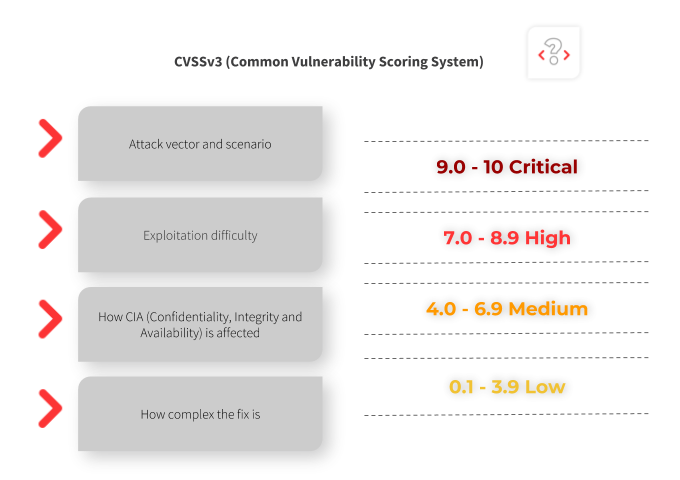 CVSSv3 (Common Vulnerability Scoring System)
Attack vector and scenario
Exploitation difficulty
How CIA (Confidentiality, Integrity and
Availability) is affected
How complex the fix is
9.0 - 10 Critical
7.0 - 8.9 High
4.0 - 6.9 Medium
0.1 - 3.9 Low